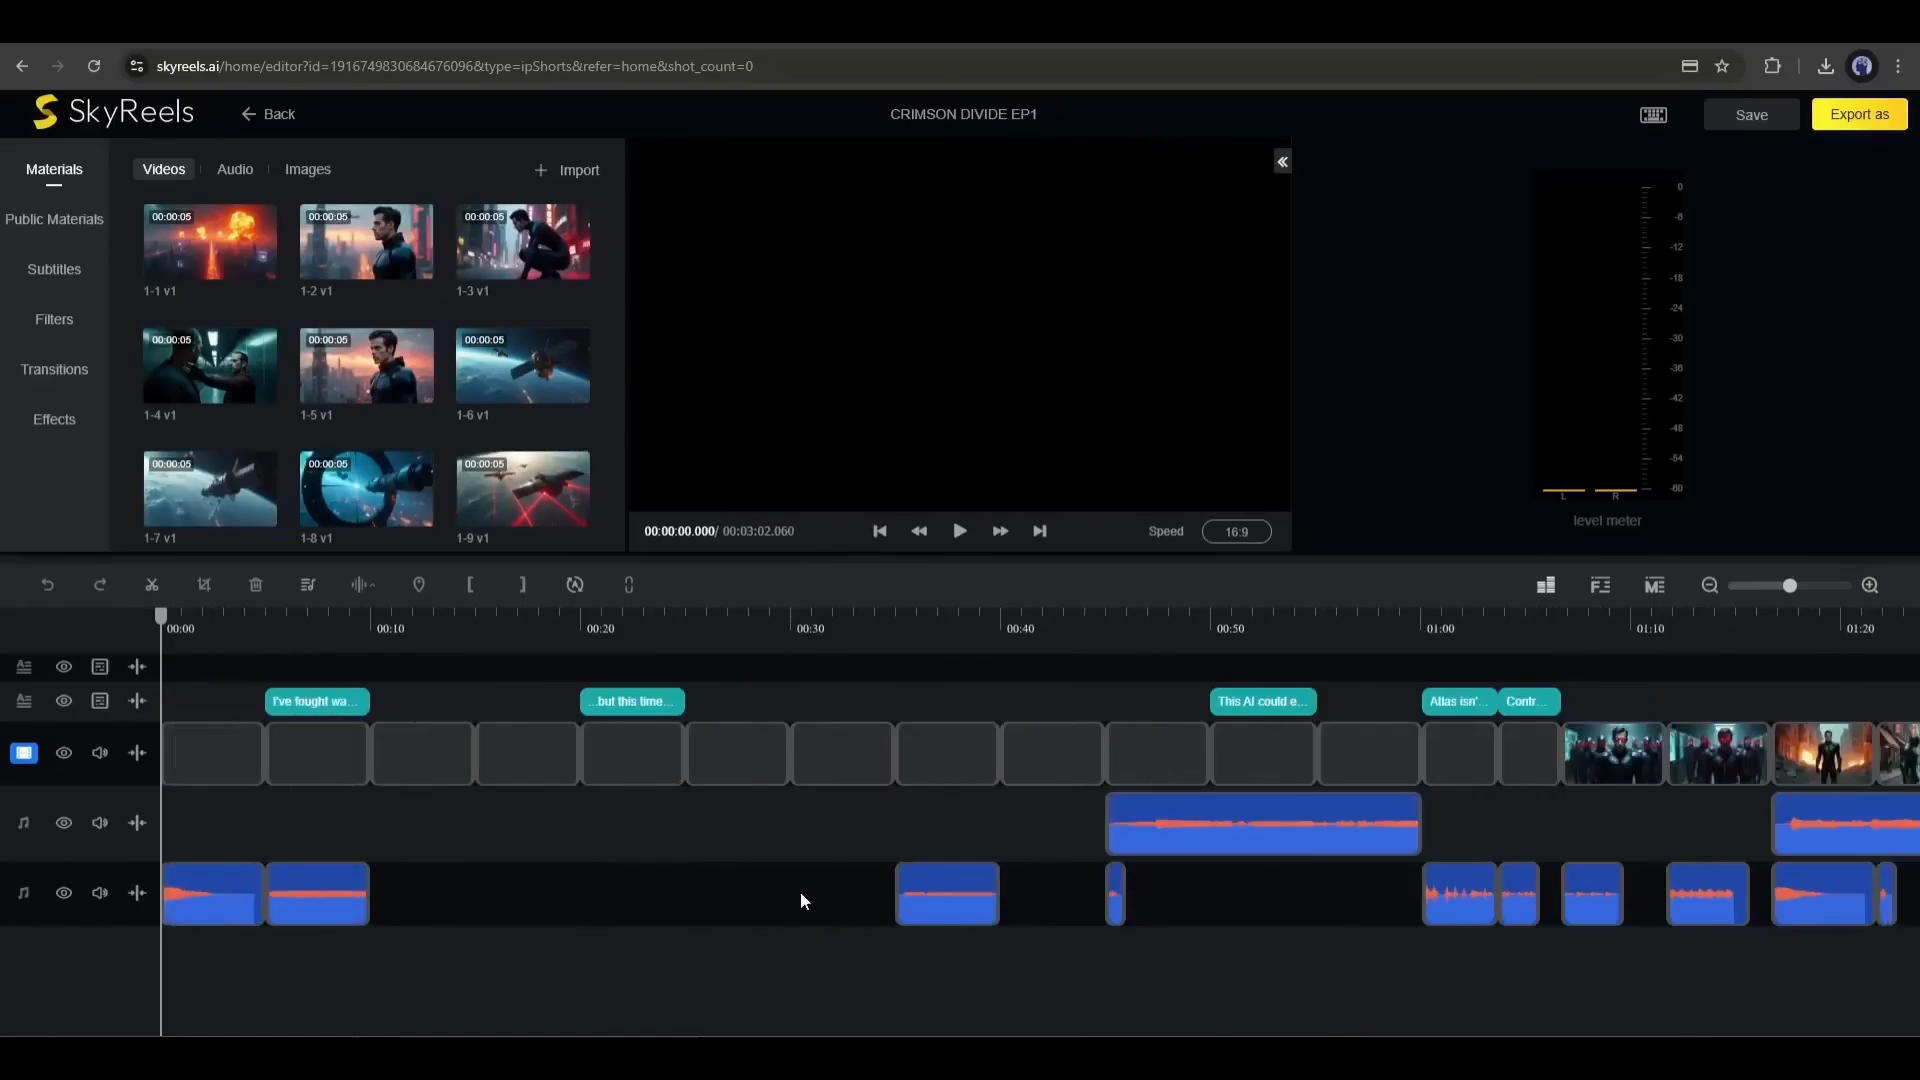 skyreels.ai/home/editor?id=1916749830684676096&type=ipShorts&refer=home&shot_count=0
SkyReels
Back
CRIMSON DIVIDE EP1
Save
Export as
Materials
Public Materials
Subtitles
Filters
Transitions
Effects
Videos
Audio
Images
Import
00:00:05
00:00:05
00:00:05
1-1 v1
1-2 v1
1-3 v1
00:00:05
00:00:05
00:00:05
1-4 v1
1-5 v1
1-6 v1
00:00:05
00:00:05
00:00:05
1-7 v1
1-8 v1
1-9 v1
00:00:00.000/ 00:03:02.060
Speed
16:9
0
-6
-12
-18
-24
-30
-36
-42
-48
-54
-60
L R
level meter
00:00
00:10
00:20
00:30
00:40
00:50
01:00
01:10
01:20
I've fought wa...
...but this time...
This AI could e...
Atlas isn'...
Contr...